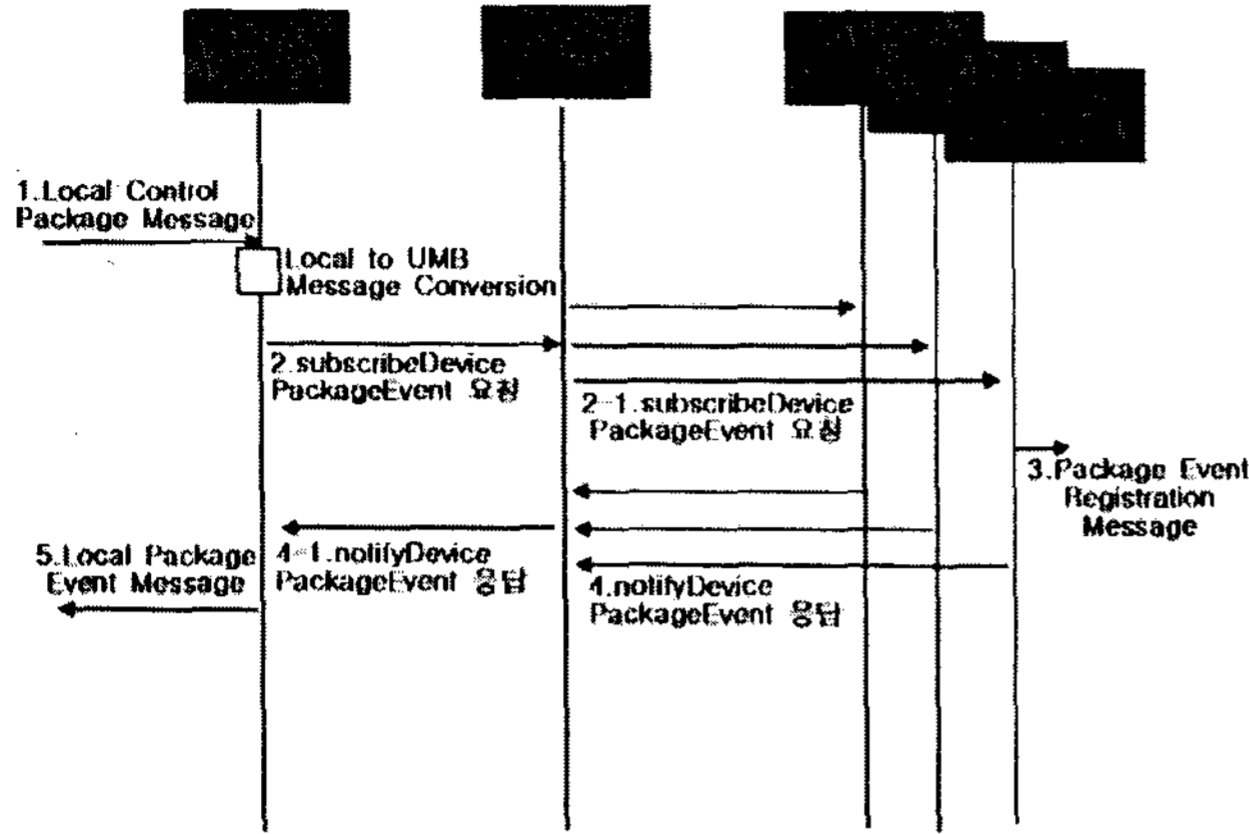 1.Local Control
Package Message
Local to UMB
Message Conversion
2.subscribeDevice
PackageEvent 요청
2-1.subscribeDevice
PackageEvent 요청
3.Package Event
Registration
Message
4-1.notifyDevice
PackageEvent 응답
4.notifyDevice
PackageEvent 응답
5.Local Package
Event Message